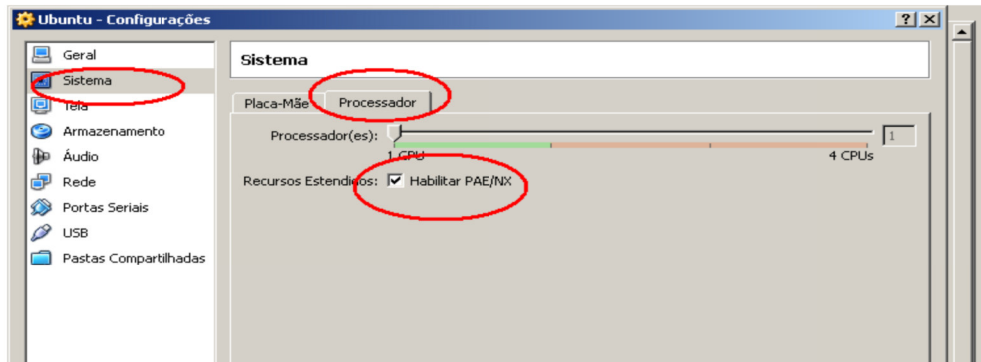 Ubuntu - Configurações
?
Geral
Sistema
Tela
Armazenamento
Áudio
Rede
Portas Seriais
USB
Pastas Compartilhadas
Sistema
Placa-Mãe Processador
Processador(es): 1
1 CPU 4 CPUs
Recursos Estendidos: Habilitar PAE/NX